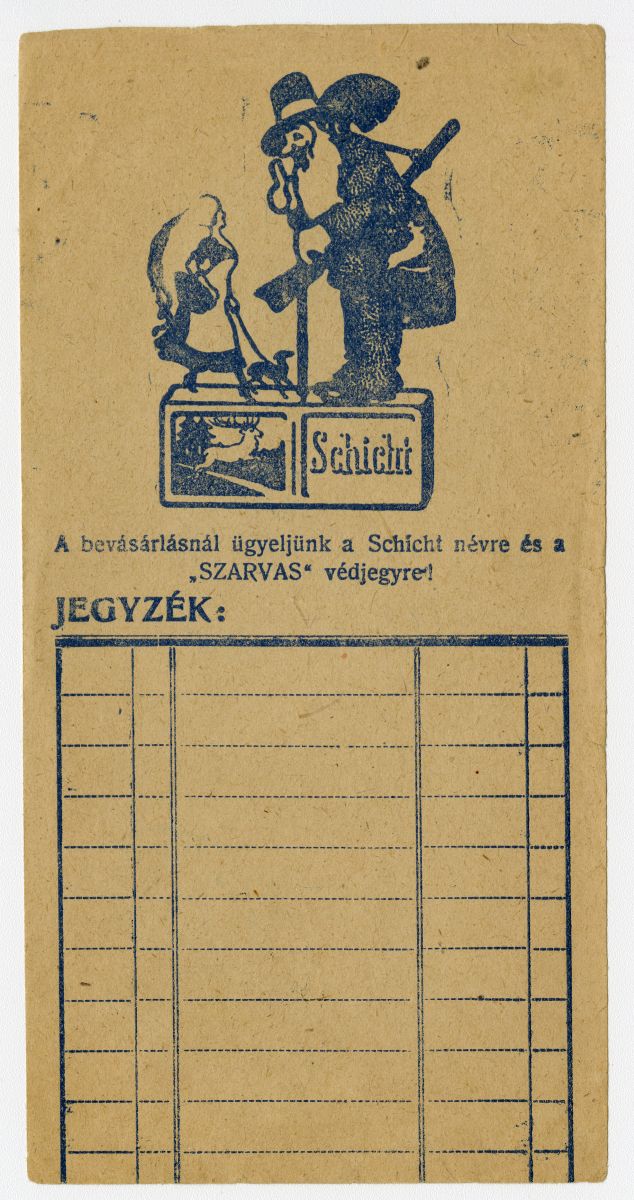 Schicht
A bevásárlásnál ügyeljünk a Schicht névre és a
„SZARVAS“ védjegyre!
JEGYZÉK: